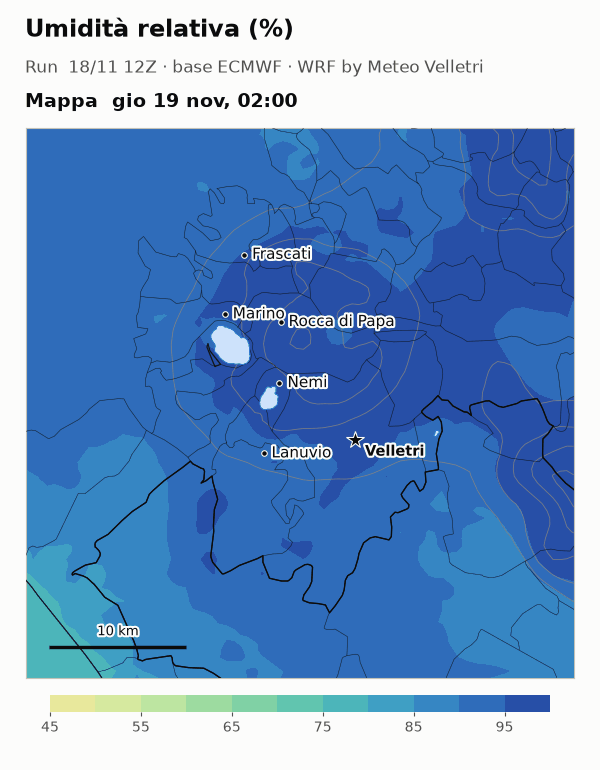 Umidità relativa (%)
Run  18/11 12Z · base ECMWF · WRF by Meteo Velletri
Mappa  gio 19 nov, 02:00
Frascati
Marino
Rocca di Papa
Nemi
Velletri
Lanuvio
10 km
45 55 65 75 85 95